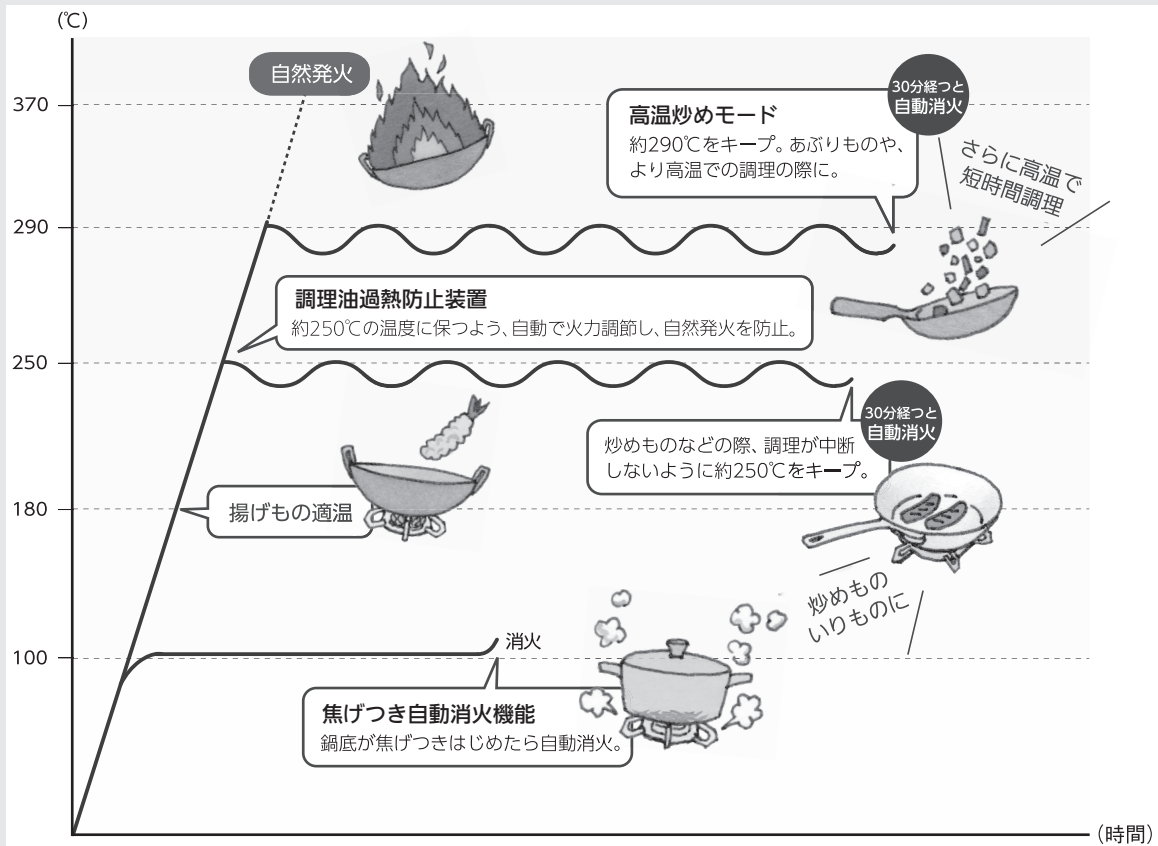 (℃)
自然発火
370
30分経つと
自動消火
高温炒めモード
約290℃をキープ。あぶりものや、
より高温での調理の際に。
さらに高温で
短時間調理
290
調理油過熱防止装置
約250℃の温度に保つよう、自動で火力調節し、自然発火を防止。
250
30分経つと
自動消火
炒めものなどの際、調理が中断
しないように約250℃をキープ。
180
揚げもの適温
炒めもの
いりものに
消火
100
焦げつき自動消火機能
鍋底が焦げつきはじめたら自動消火。
(時間)